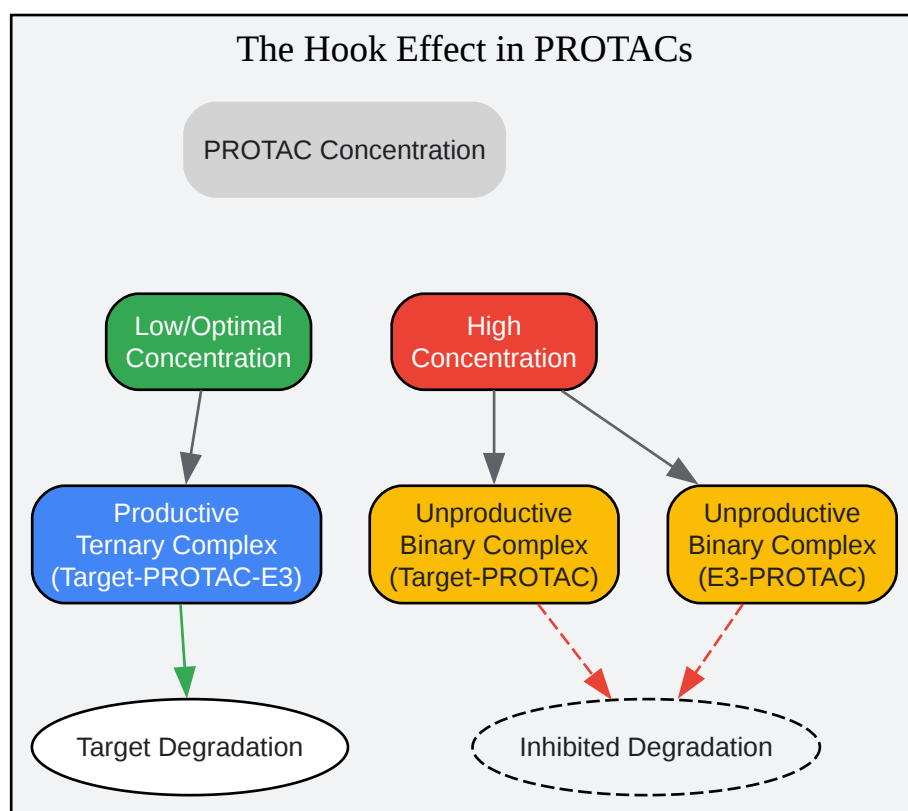 The Hook Effect in PROTACs
PROTAC Concentration
Low/Optimal
Concentration
High
Concentration
Productive
Ternary Complex
(Target-PROTAC-E3)
Unproductive
Binary Complex
(Target-PROTAC)
Unproductive
Binary Complex
(E3-PROTAC)
Target Degradation
Inhibited Degradation